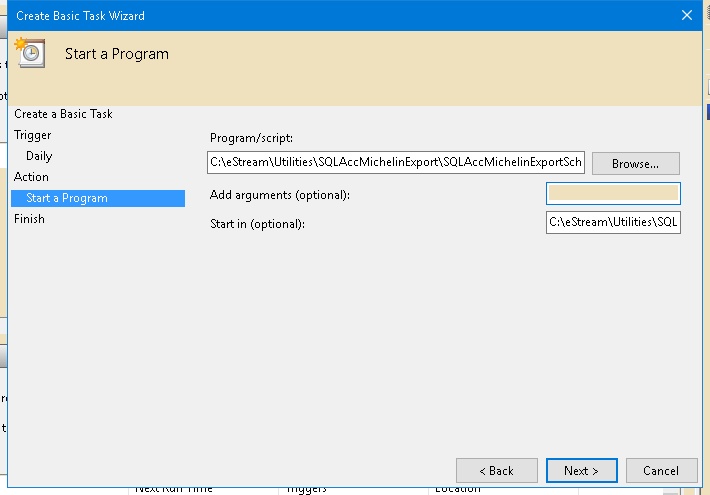 Create Basic Task Wizard
Start a Program
Create a Basic Task
Trigger
Daily
Action
Start a Program
Finish
Program/script:
C:\eStream\Utilities\SQLAccMichelinExport\SQLAccMichelinExportSch
Browse...
Add arguments (optional):
Start in (optional):
C:\eStream\Utilities\SQL
< Back
Next >
Cancel
Next Run Time
Triggers
Location